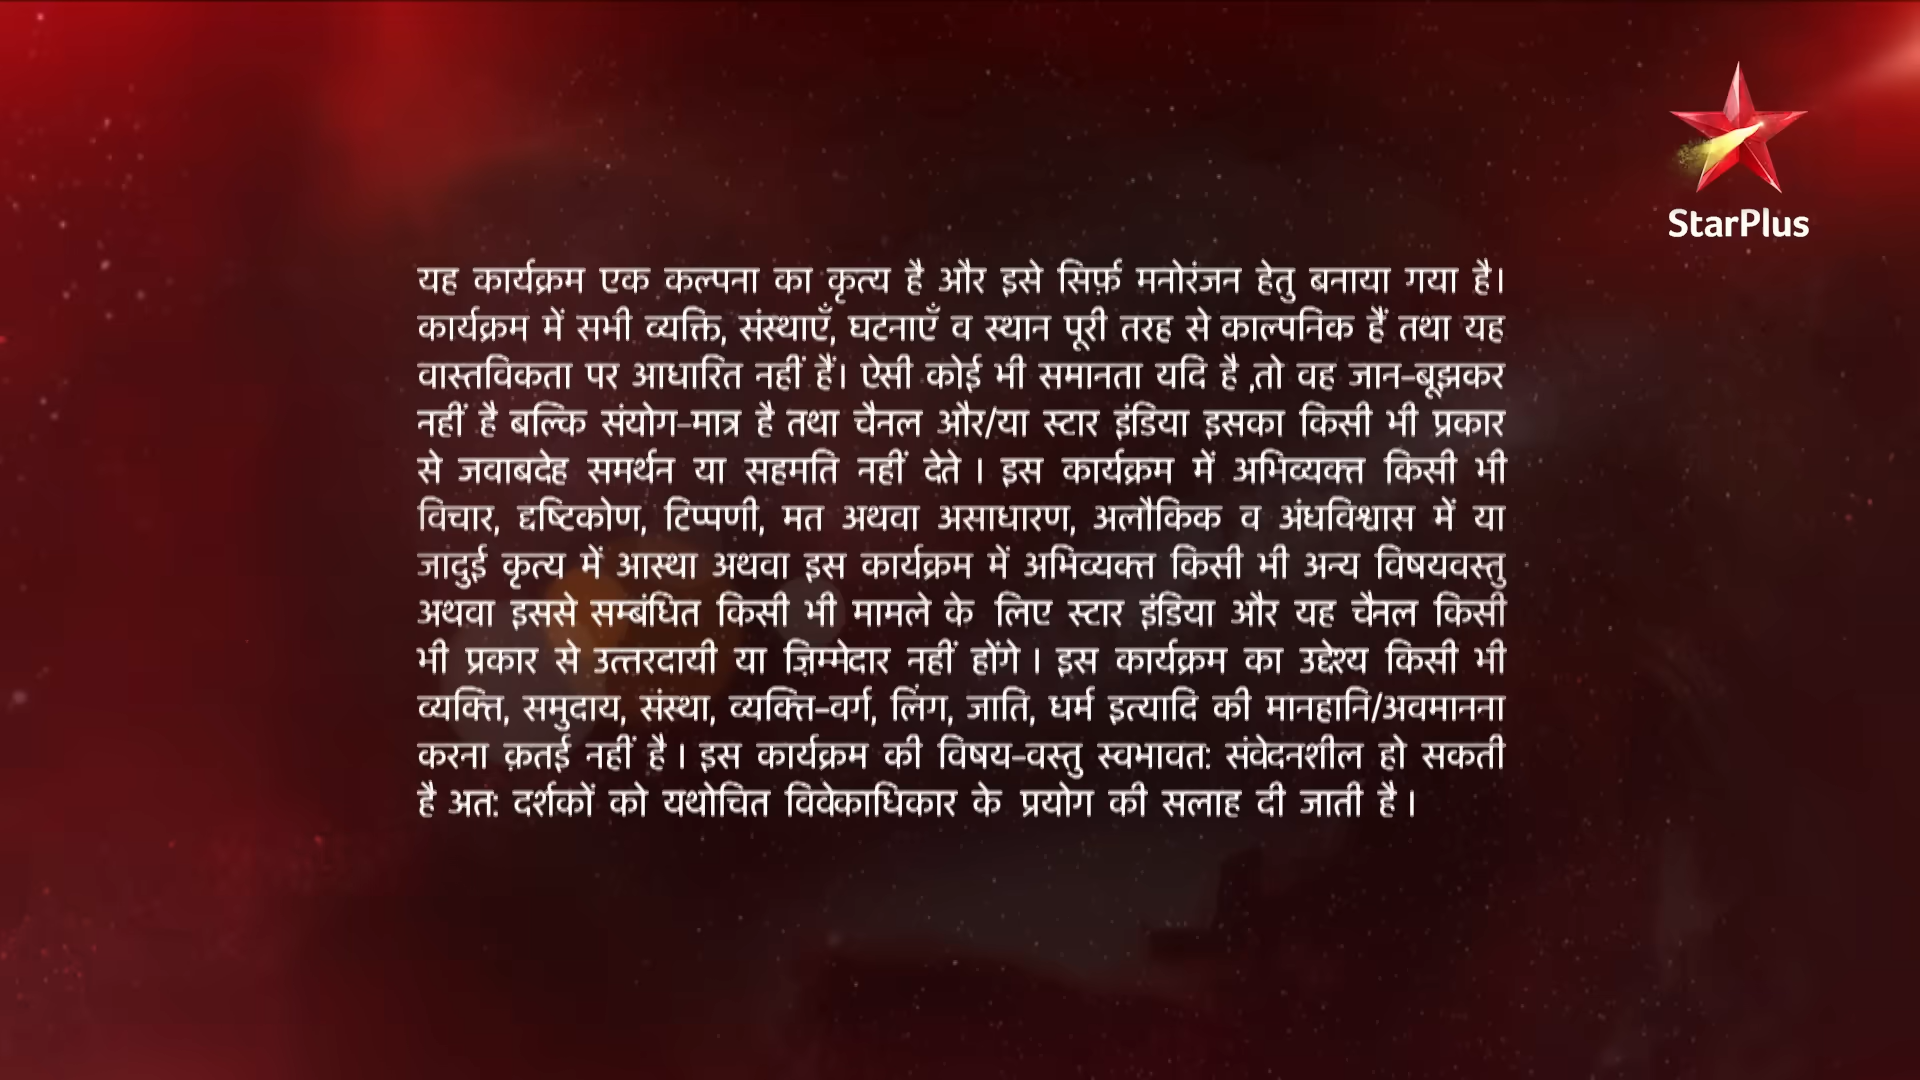 StarPlus
यह कार्यक्रम एक कल्पना का कृत्य है और इसे सिर्फ़ मनोरंजन हेतु बनाया गया है।
कार्यक्रम में सभी व्यक्ति, संस्थाएँ, घटनाएँ व स्थान पूरी तरह से काल्पनिक हैं तथा यह
वास्तविकता पर आधारित नहीं हैं। ऐसी कोई भी समानता यदि है ,तो वह जान-बूझकर
नहीं है बल्कि संयोग-मात्र है तथा चैनल और/या स्टार इंडिया इसका किसी भी प्रकार
से जवाबदेह समर्थन या सहमति नहीं देते । इस कार्यक्रम में अभिव्यक्त किसी भी
विचार, दृष्टिकोण, टिप्पणी, मत अथवा असाधारण, अलौकिक व अंधविश्वास में या
जादुई कृत्य में आस्था अथवा इस कार्यक्रम में अभिव्यक्त किसी भी अन्य विषयवस्तु
अथवा इससे सम्बंधित किसी भी मामले के लिए स्टार इंडिया और यह चैनल किसी
भी प्रकार से उत्तरदायी या ज़िम्मेदार नहीं होंगे । इस कार्यक्रम का उद्देश्य किसी भी
व्यक्ति, समुदाय, संस्था, व्यक्ति-वर्ग, लिंग, जाति, धर्म इत्यादि की मानहानि/अवमानना
करना क़तई नहीं है । इस कार्यक्रम की विषय-वस्तु स्वभावत: संवेदनशील हो सकती
है अत: दर्शकों को यथोचित विवेकाधिकार के प्रयोग की सलाह दी जाती है ।